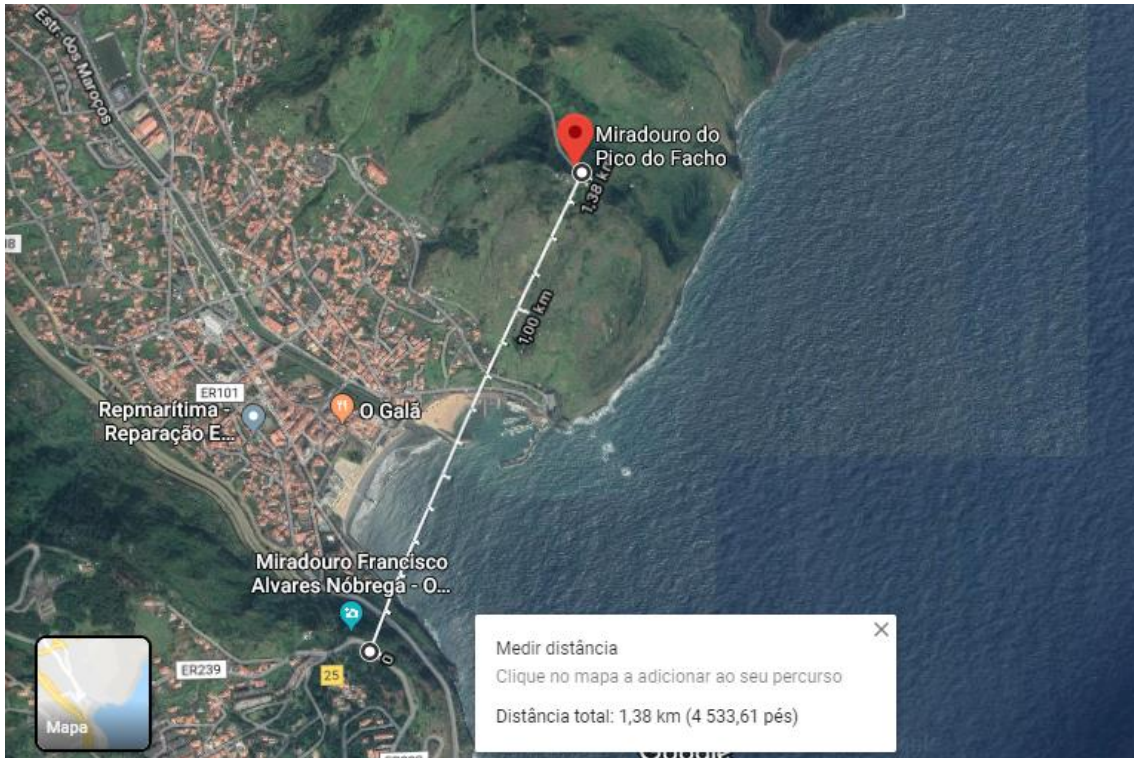 Estr. dos Maroços
Miradouro do
Pico do Facho
1,38 km
1,00 km
ER101
Repmarítima -
Reparação E...
O Galã
Miradouro Francisco
Alvares Nóbrega - O...
0
ER239
25
Mapa
Medir distância
Clique no mapa a adicionar ao seu percurso
Distância total: 1,38 km (4 533,61 pés)